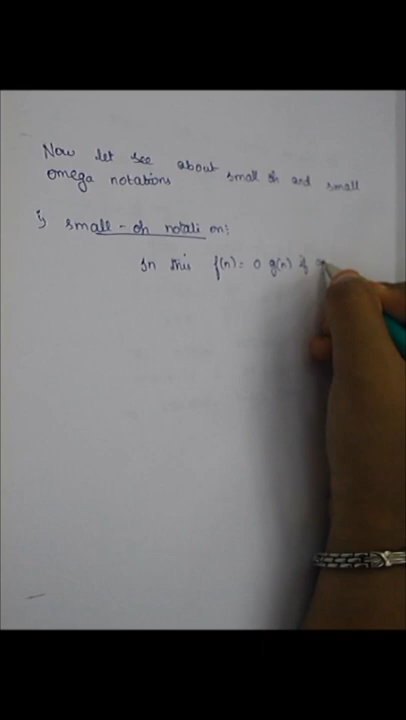 Now let see about small oh and small
omega notations
i) small - oh notation:
In this f(n) = o g(n) if